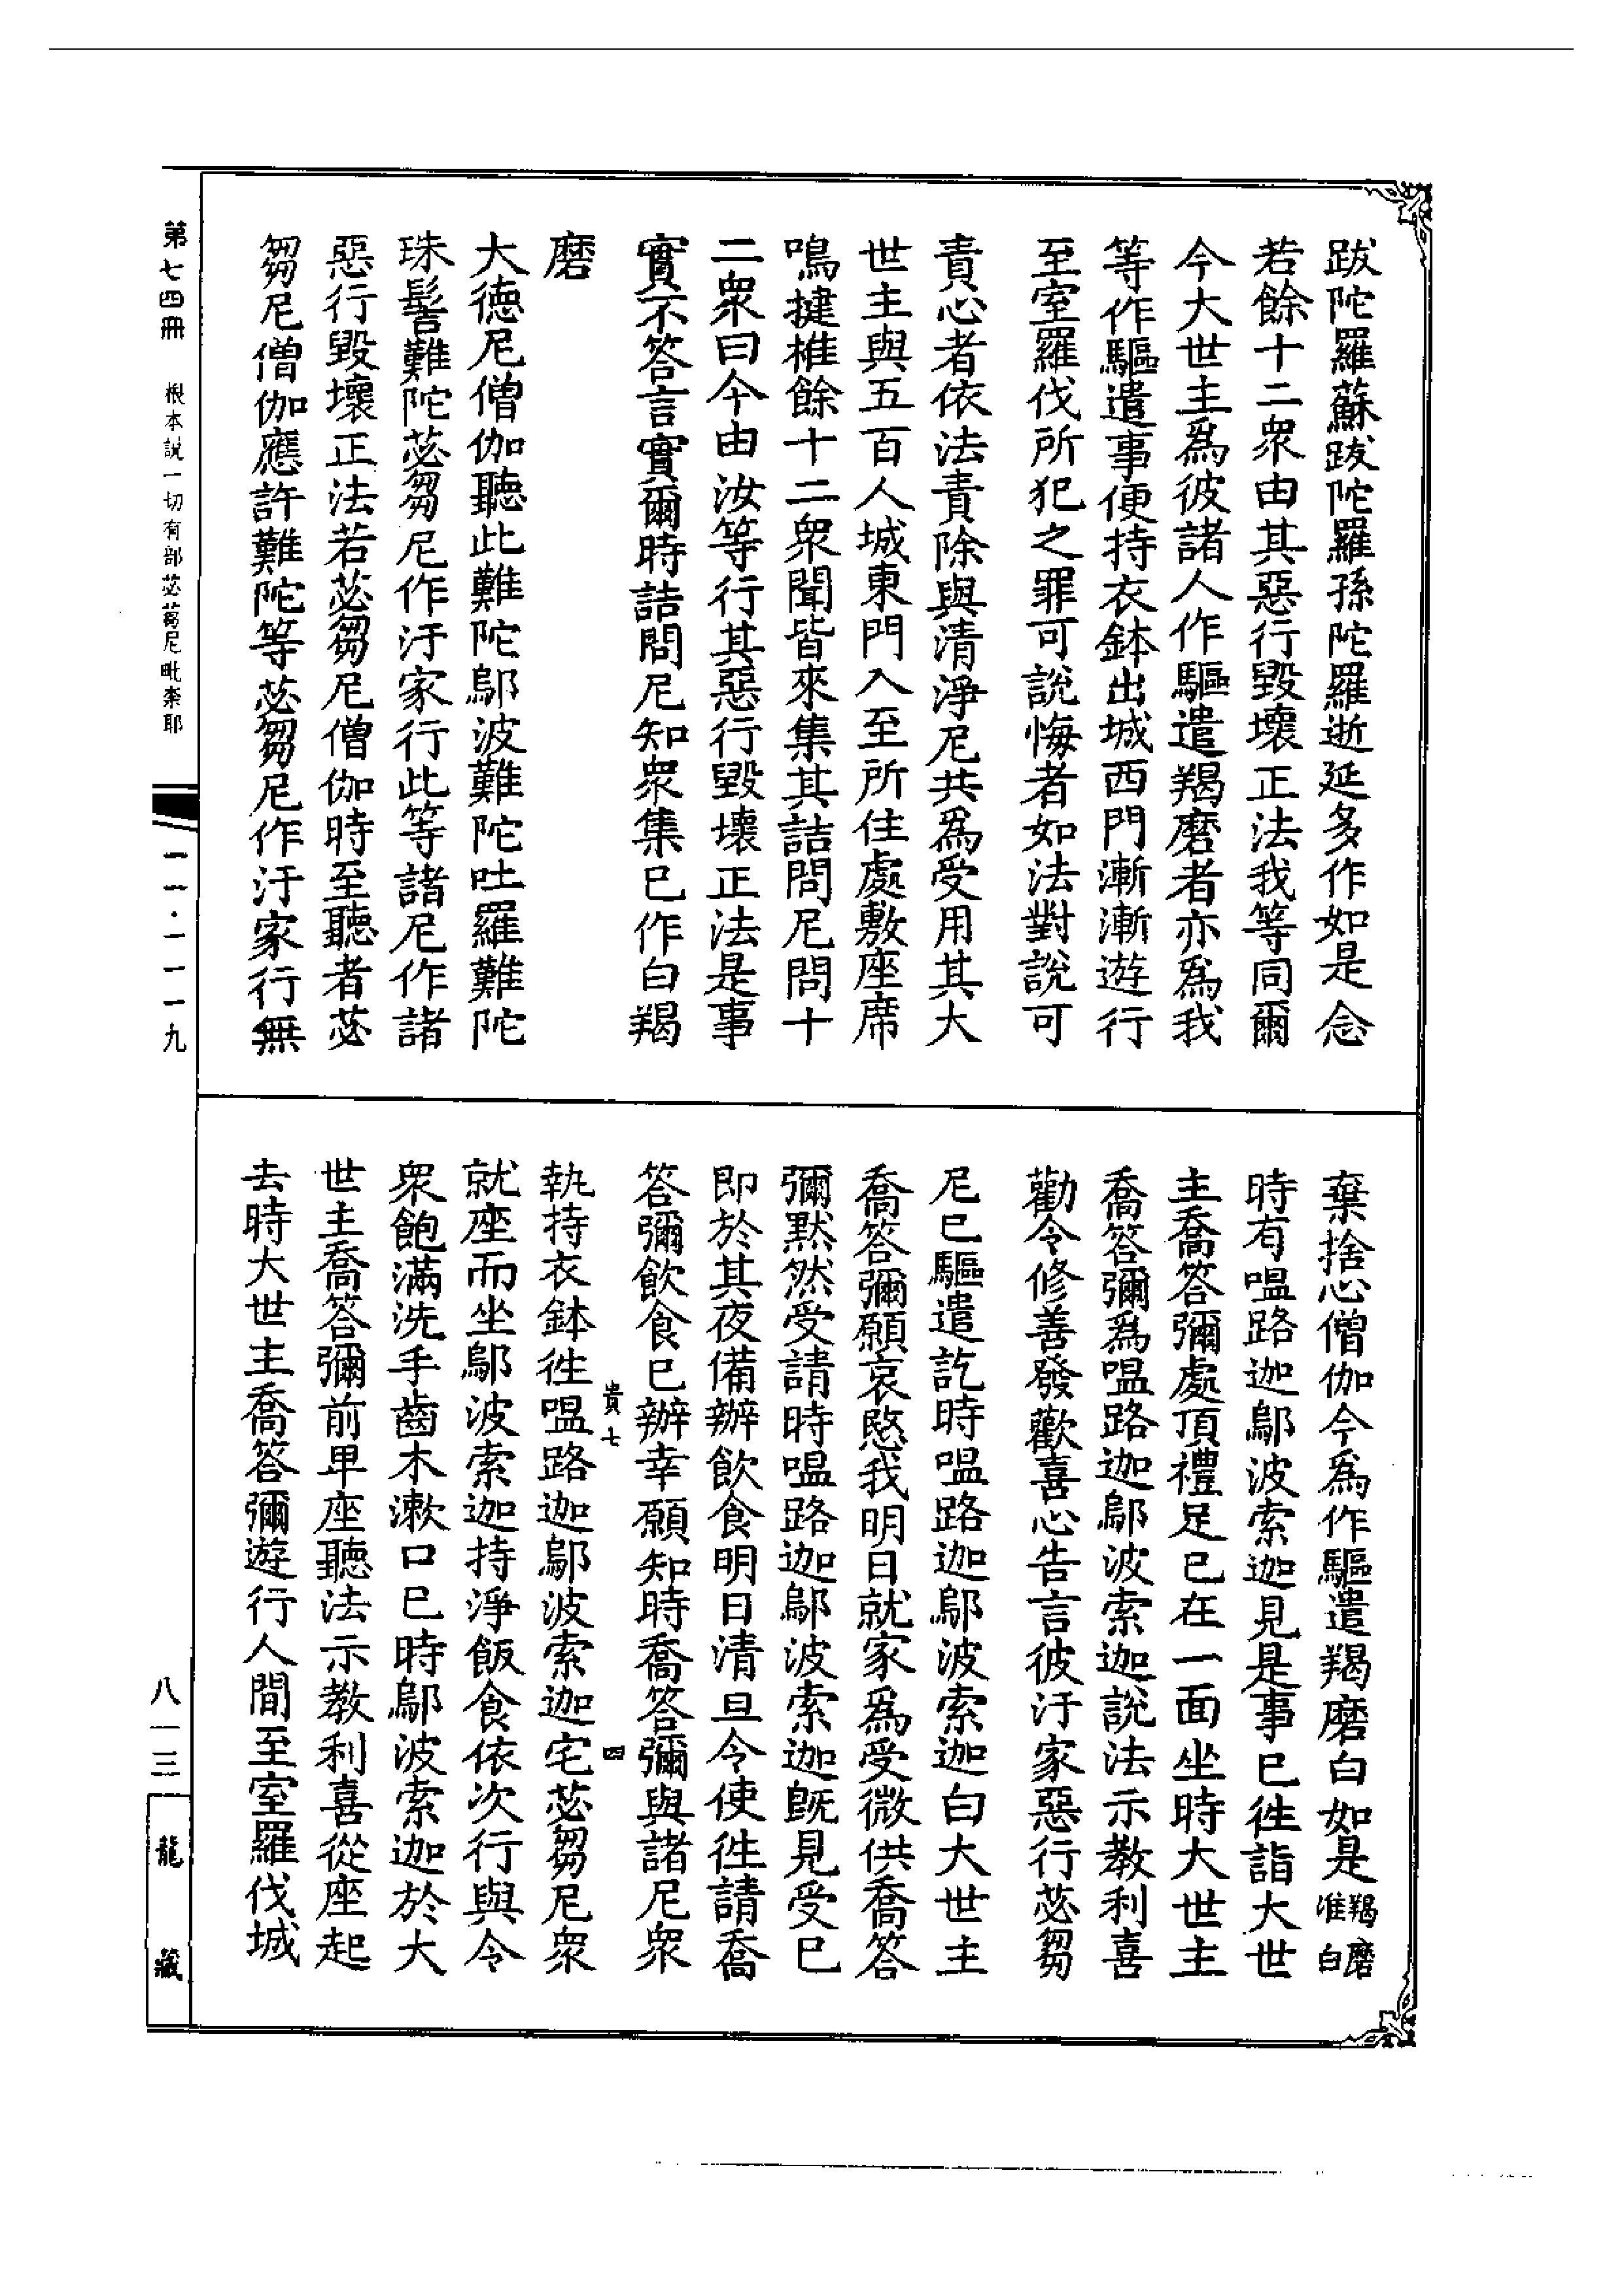 跋陀羅蘇跋陀羅孫陀羅逝延多作如是念
若餘十二衆由其惡行毀壞正法我等同爾
今大世主爲彼諸人作驅遣羯磨者亦爲我
等作驅遣事便持衣鉢出城西門漸漸遊行
至室羅伐所犯之罪可說悔者如法對說可
責心者依法責除與清淨尼共爲受用其大
世主與五百人城東門入至所住處敷座席
鳴揵椎餘十二衆聞皆來集其詰問尼問十
二衆曰今由汝等行其惡行毀壞正法是事
實不答言實爾時詰問尼知衆集已作白羯
磨
大德尼僧伽聽此難陀鄔波難陀吐羅難陀
珠髻難陀苾芻尼作汙家行此等諸尼作諸
惡行毀壞正法若苾芻尼僧伽時至聽者苾
芻尼僧伽應許難陀等苾芻尼作汙家行無
棄捨心僧伽今爲作驅遣羯磨白如是羯磨准白
時有嗢路迦鄔波索迦見是事已徃詣大世
主喬答彌處頂禮足已在一面坐時大世主
喬答彌爲嗢路迦鄔波索迦說法示教利喜
勸令修善發歡喜心告言彼汙家惡行苾芻
尼已驅遣訖時嗢路迦鄔波索迦白大世主
喬答彌願哀愍我明日就家爲受微供喬答
彌默然受請時嗢路迦鄔波索迦旣見受已
即於其夜備辦飲食明日清旦令使徃請喬
答彌飲食已辦幸願知時喬答彌與諸尼衆
貴七 四
執持衣鉢徃嗢路迦鄔波索迦宅苾芻尼衆
就座而坐鄔波索迦持淨飯食依次行與令
衆飽滿洗手齒木漱口已時鄔波索迦於大
世主喬答彌前卑座聽法示教利喜從座起
去時大世主喬答彌遊行人間至室羅伐城
第七四冊 根本說一切有部苾芻尼毗奈耶
一一·一一一九
八一三
龍藏